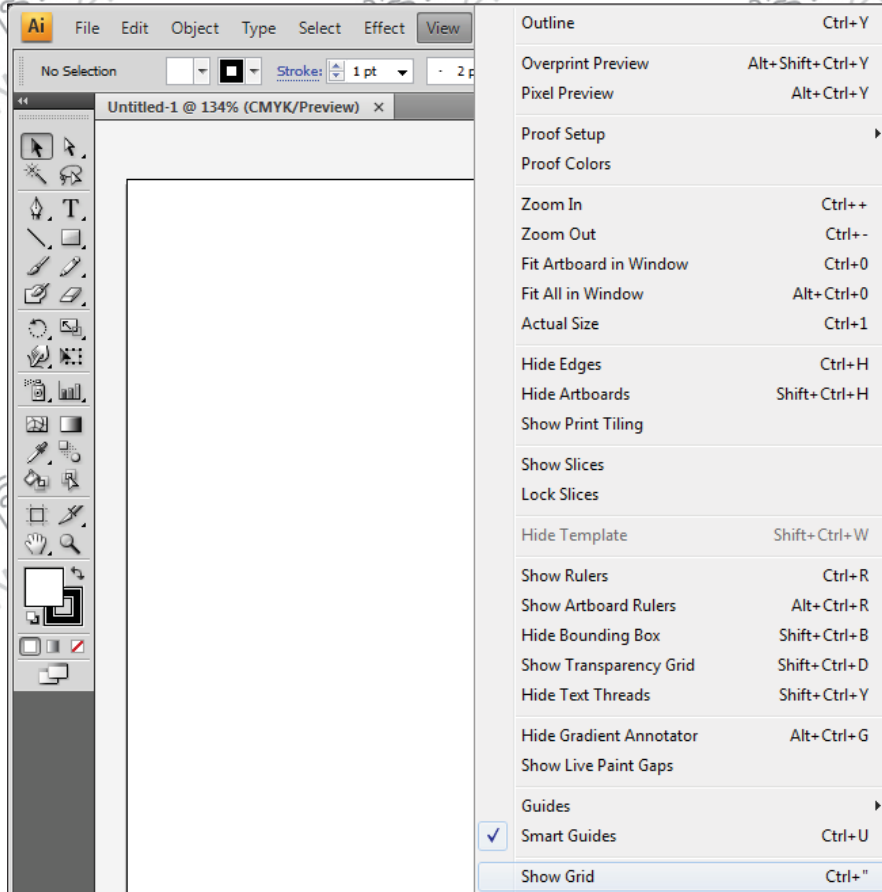 Ai File Edit Object Type Select Effect View
No Selection Stroke: 1 pt 2 p
Untitled-1 @ 134% (CMYK/Preview) ×
T
Outline Ctrl+Y
Overprint Preview Alt+Shift+Ctrl+Y
Pixel Preview Alt+Ctrl+Y
Proof Setup
Proof Colors
Zoom In Ctrl++
Zoom Out Ctrl+-
Fit Artboard in Window Ctrl+0
Fit All in Window Alt+Ctrl+0
Actual Size Ctrl+1
Hide Edges Ctrl+H
Hide Artboards Shift+Ctrl+H
Show Print Tiling
Show Slices
Lock Slices
Hide Template Shift+Ctrl+W
Show Rulers Ctrl+R
Show Artboard Rulers Alt+Ctrl+R
Hide Bounding Box Shift+Ctrl+B
Show Transparency Grid Shift+Ctrl+D
Hide Text Threads Shift+Ctrl+Y
Hide Gradient Annotator Alt+Ctrl+G
Show Live Paint Gaps
Guides
Smart Guides Ctrl+U
Show Grid Ctrl+"